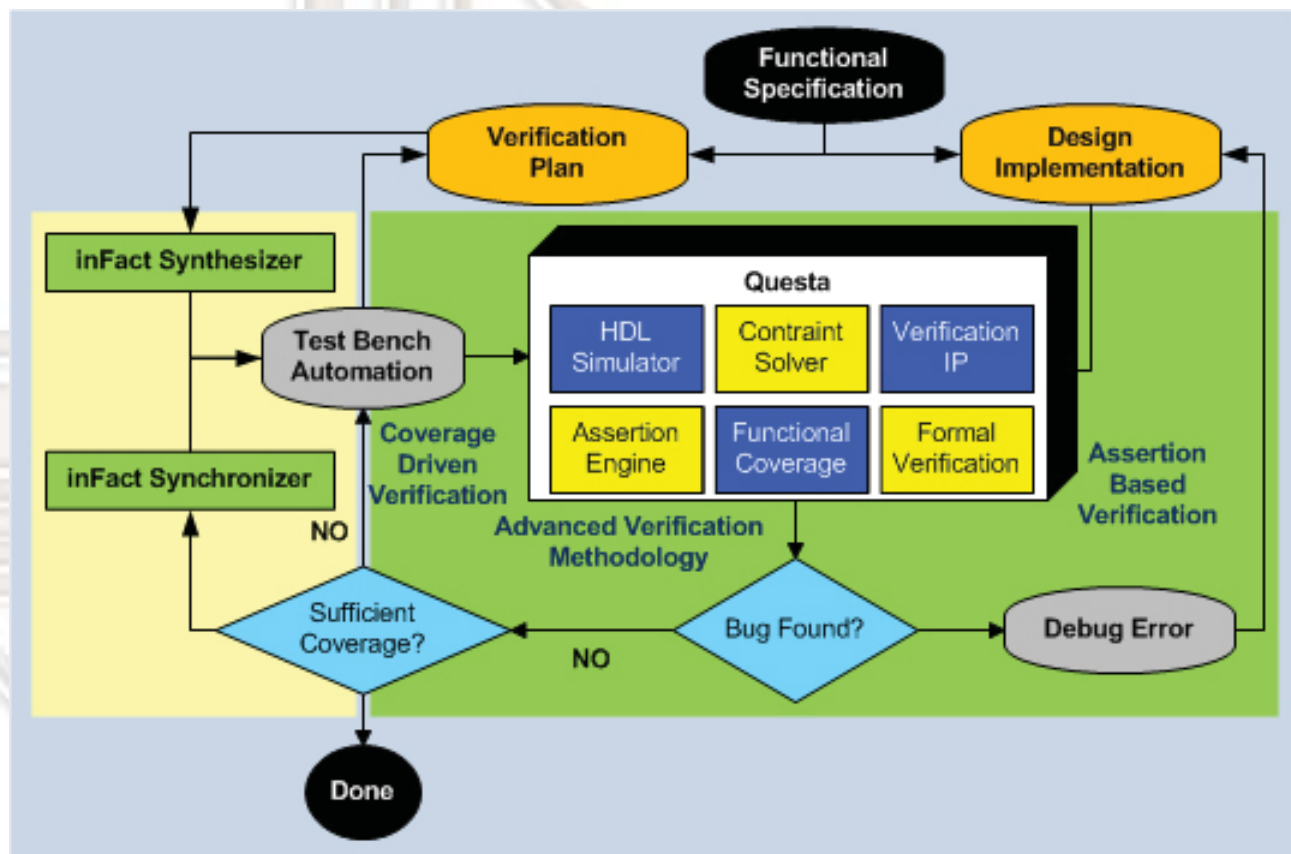 Functional
Specification
Verification
Plan
Design
Implementation
inFact Synthesizer
Questa
HDL
Simulator
Contraint
Solver
Verification
IP
Test Bench
Automation
Assertion
Engine
Functional
Coverage
Formal
Verification
Coverage
Driven
Verification
inFact Synchronizer
Assertion
Based
Verification
NO
Advanced Verification
Methodology
Sufficient
Coverage?
NO
Bug Found?
Debug Error
Done